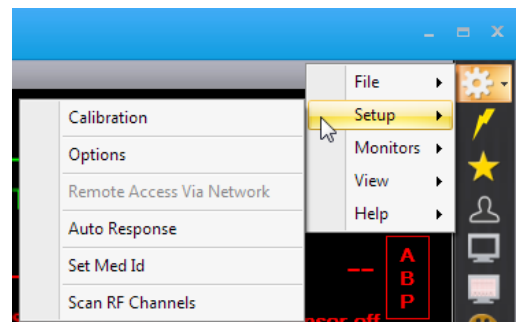 File
Setup
Monitors
View
Help
Calibration
Options
Remote Access Via Network
Auto Response
Set Med Id
Scan RF Channels
--
A
B
P
off